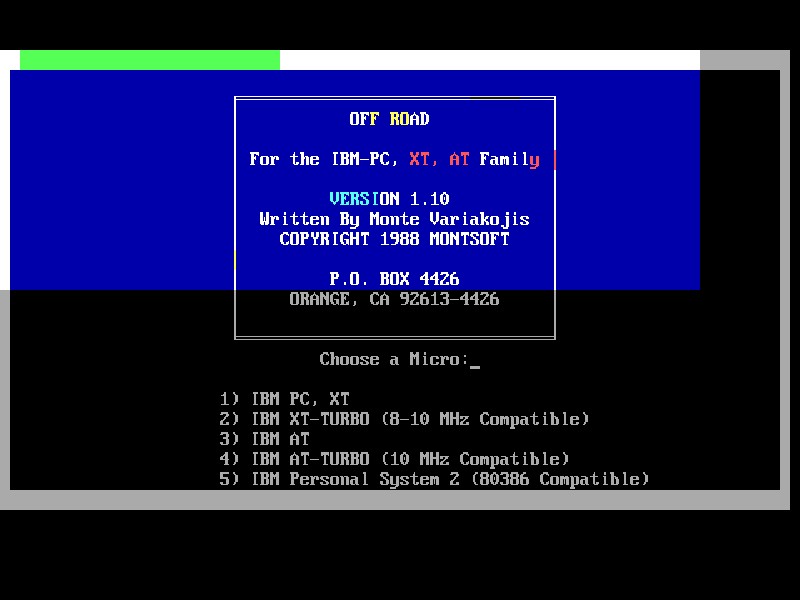 OFF ROAD
For the IBM-PC, XT, AT Family
VERSION 1.10
Written By Monte Variakojis
COPYRIGHT 1988 MONTSOFT
P.O. BOX 4426
ORANGE, CA 92613-4426
Choose a Micro:_
1) IBM PC, XT
2) IBM XT-TURBO (8-10 MHz Compatible)
3) IBM AT
4) IBM AT-TURBO (10 MHz Compatible)
5) IBM Personal System 2 (80386 Compatible)